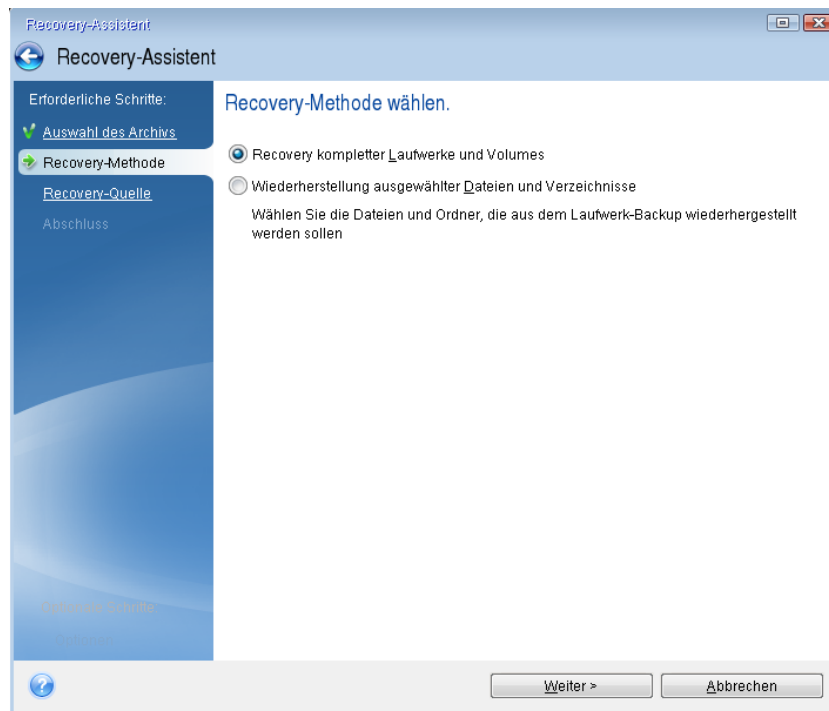 Recovery-Assistent
Recovery-Assistent
Erforderliche Schritte:
Auswahl des Archivs
Recovery-Methode
Recovery-Quelle
Abschluss
Recovery-Methode wählen.
Recovery kompletter Laufwerke und Volumes
Wiederherstellung ausgewählter Dateien und Verzeichnisse
Wählen Sie die Dateien und Ordner, die aus dem Laufwerk-Backup wiederhergestellt
werden sollen
Schritte:
? 
Weiter >
Abbrechen